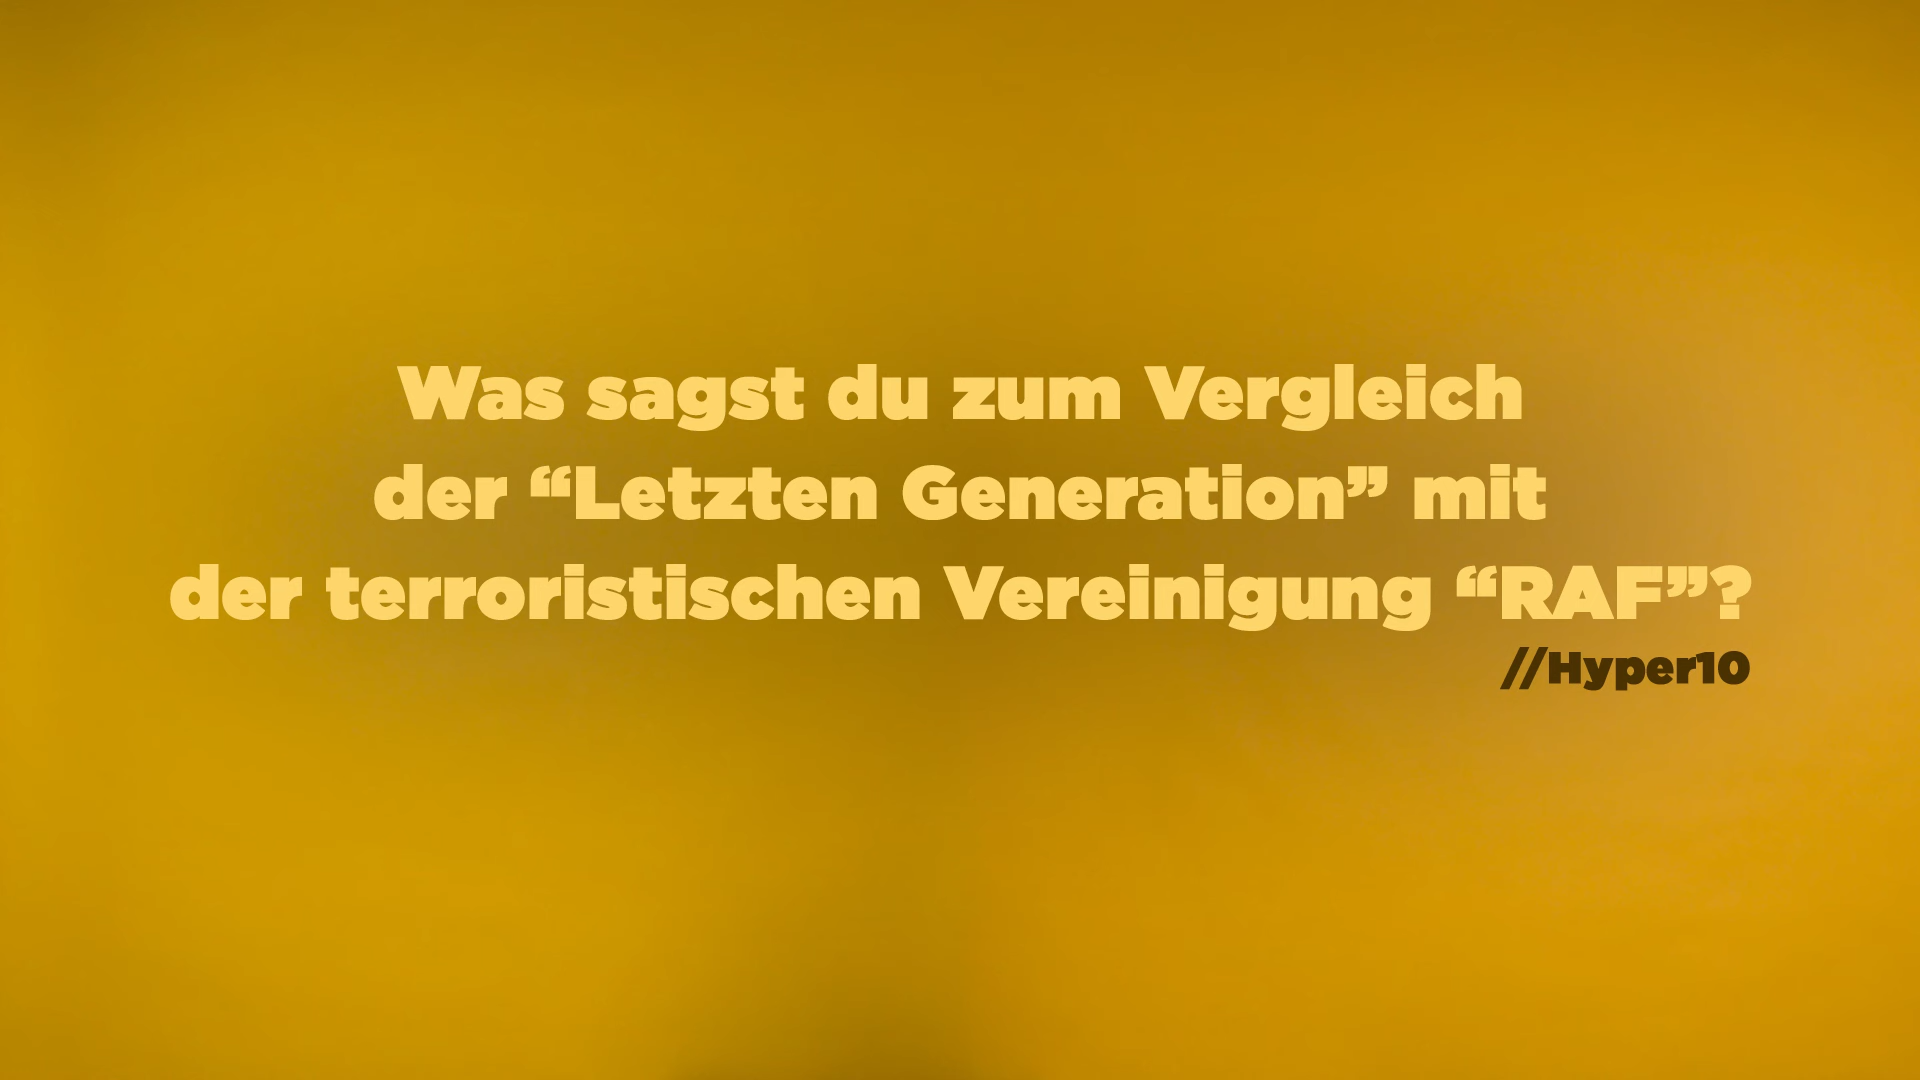 Was sagst du zum Vergleich
der “Letzten Generation” mit
der terroristischen Vereinigung “RAF”?
//Hyper10